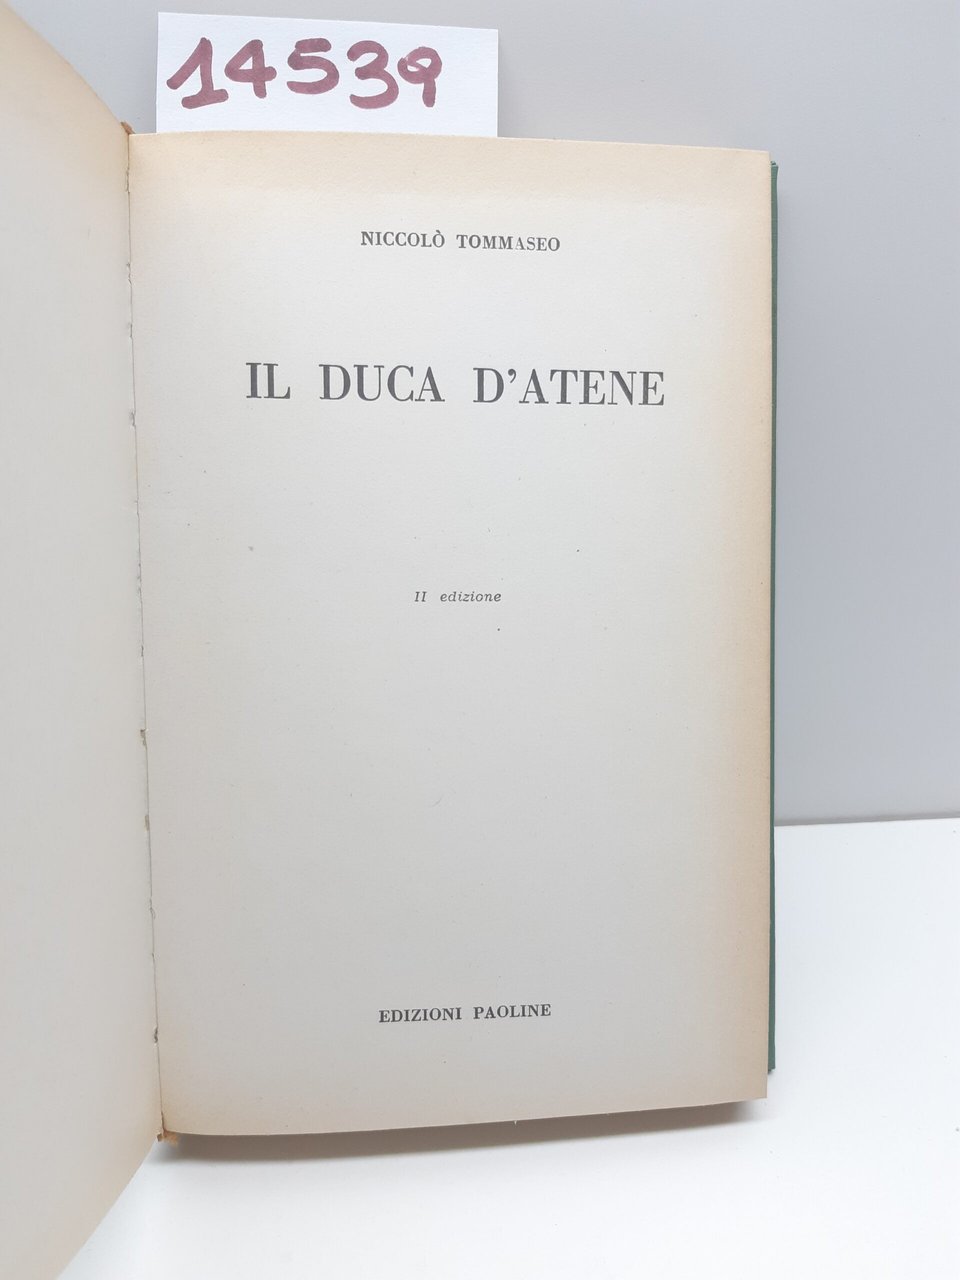 14539
NICCOLÒ TOMMASEO
IL DUCA D'ATENE
II edizione
EDIZIONI PAOLINE